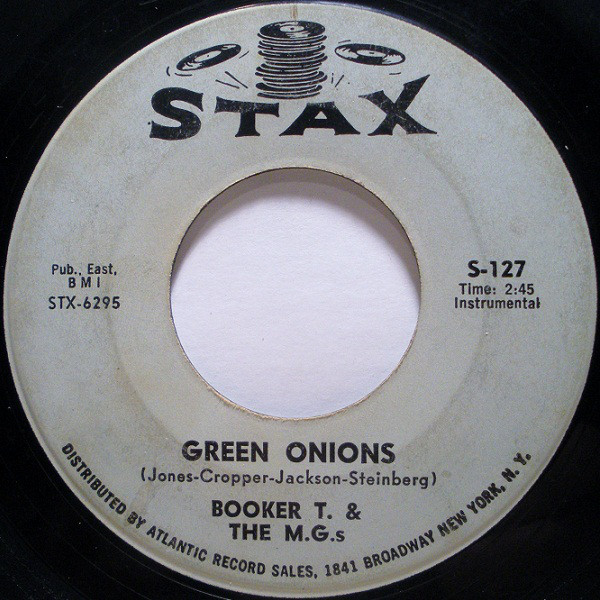 STAX
Pub., East,
B M I
STX-6295
S-127
Time: 2:45
Instrumental
GREEN ONIONS
(Jones-Cropper-Jackson-Steinberg)
BOOKER T. &
THE M.G.s
DISTRIBUTED BY ATLANTIC RECORD SALES, 1841 BROADWAY NEW YORK, N. Y.